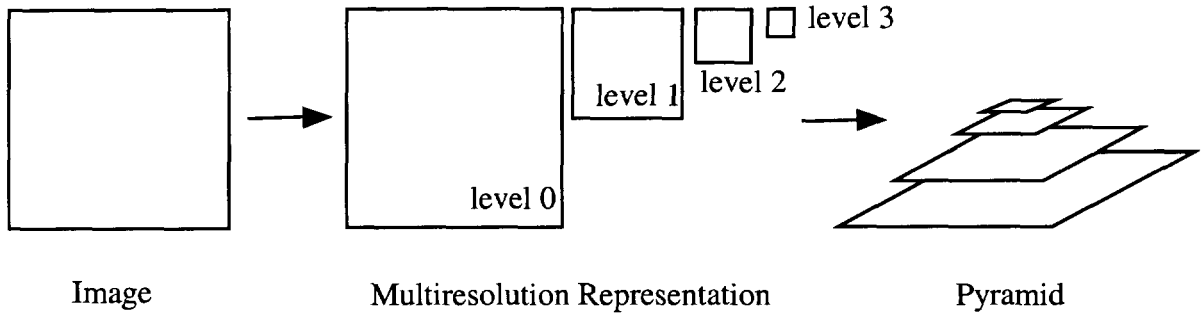 level 3
level 2
level 1
level 0
Image
Multiresolution Representation
Pyramid